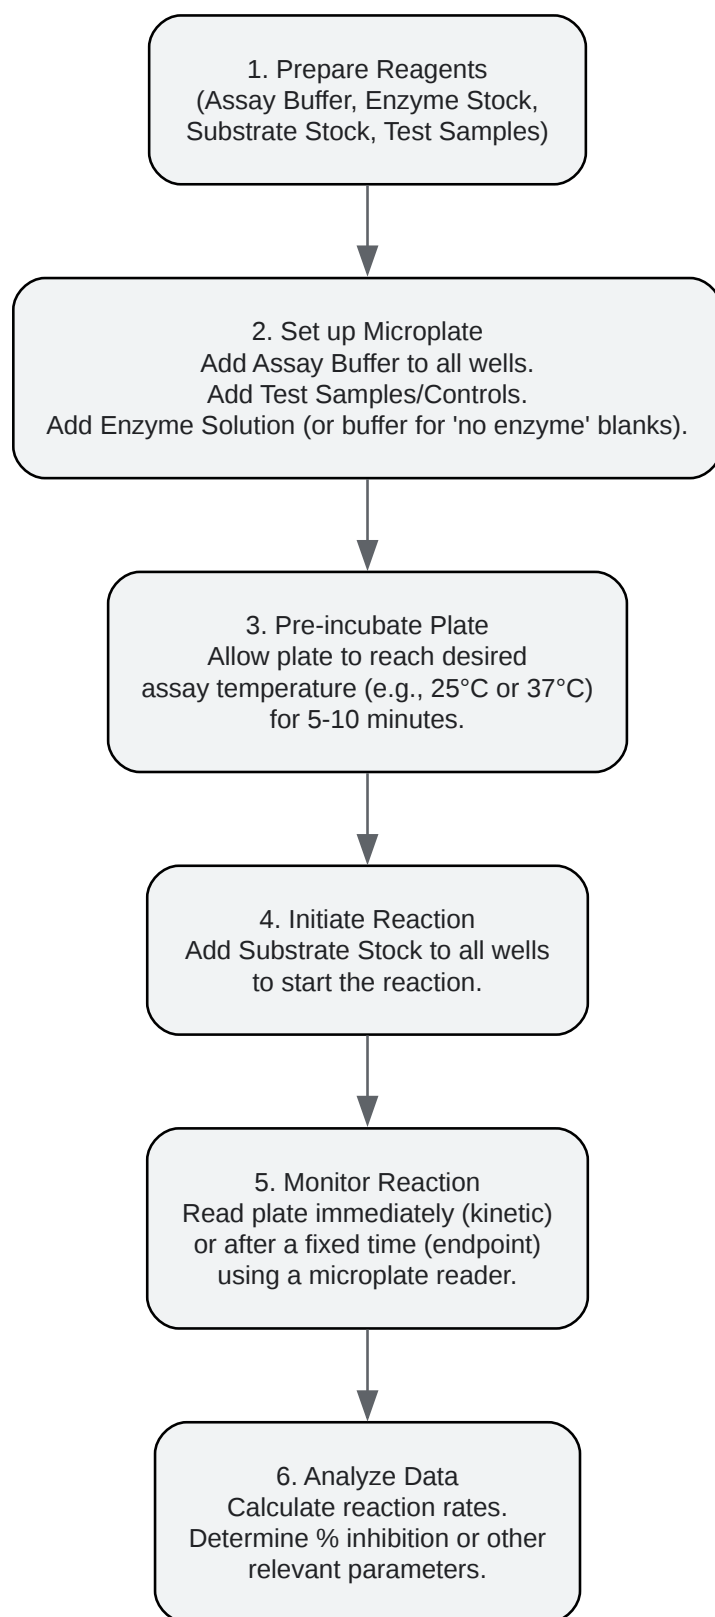 1. Prepare Reagents
(Assay Buffer, Enzyme Stock,
Substrate Stock, Test Samples)
2. Set up Microplate
Add Assay Buffer to all wells.
Add Test Samples/Controls.
Add Enzyme Solution (or buffer for 'no enzyme' blanks).
3. Pre-incubate Plate
Allow plate to reach desired
assay temperature (e.g., 25°C or 37°C)
for 5-10 minutes.
4. Initiate Reaction
Add Substrate Stock to all wells
to start the reaction.
5. Monitor Reaction
Read plate immediately (kinetic)
or after a fixed time (endpoint)
using a microplate reader.
6. Analyze Data
Calculate reaction rates.
Determine % inhibition or other
relevant parameters.